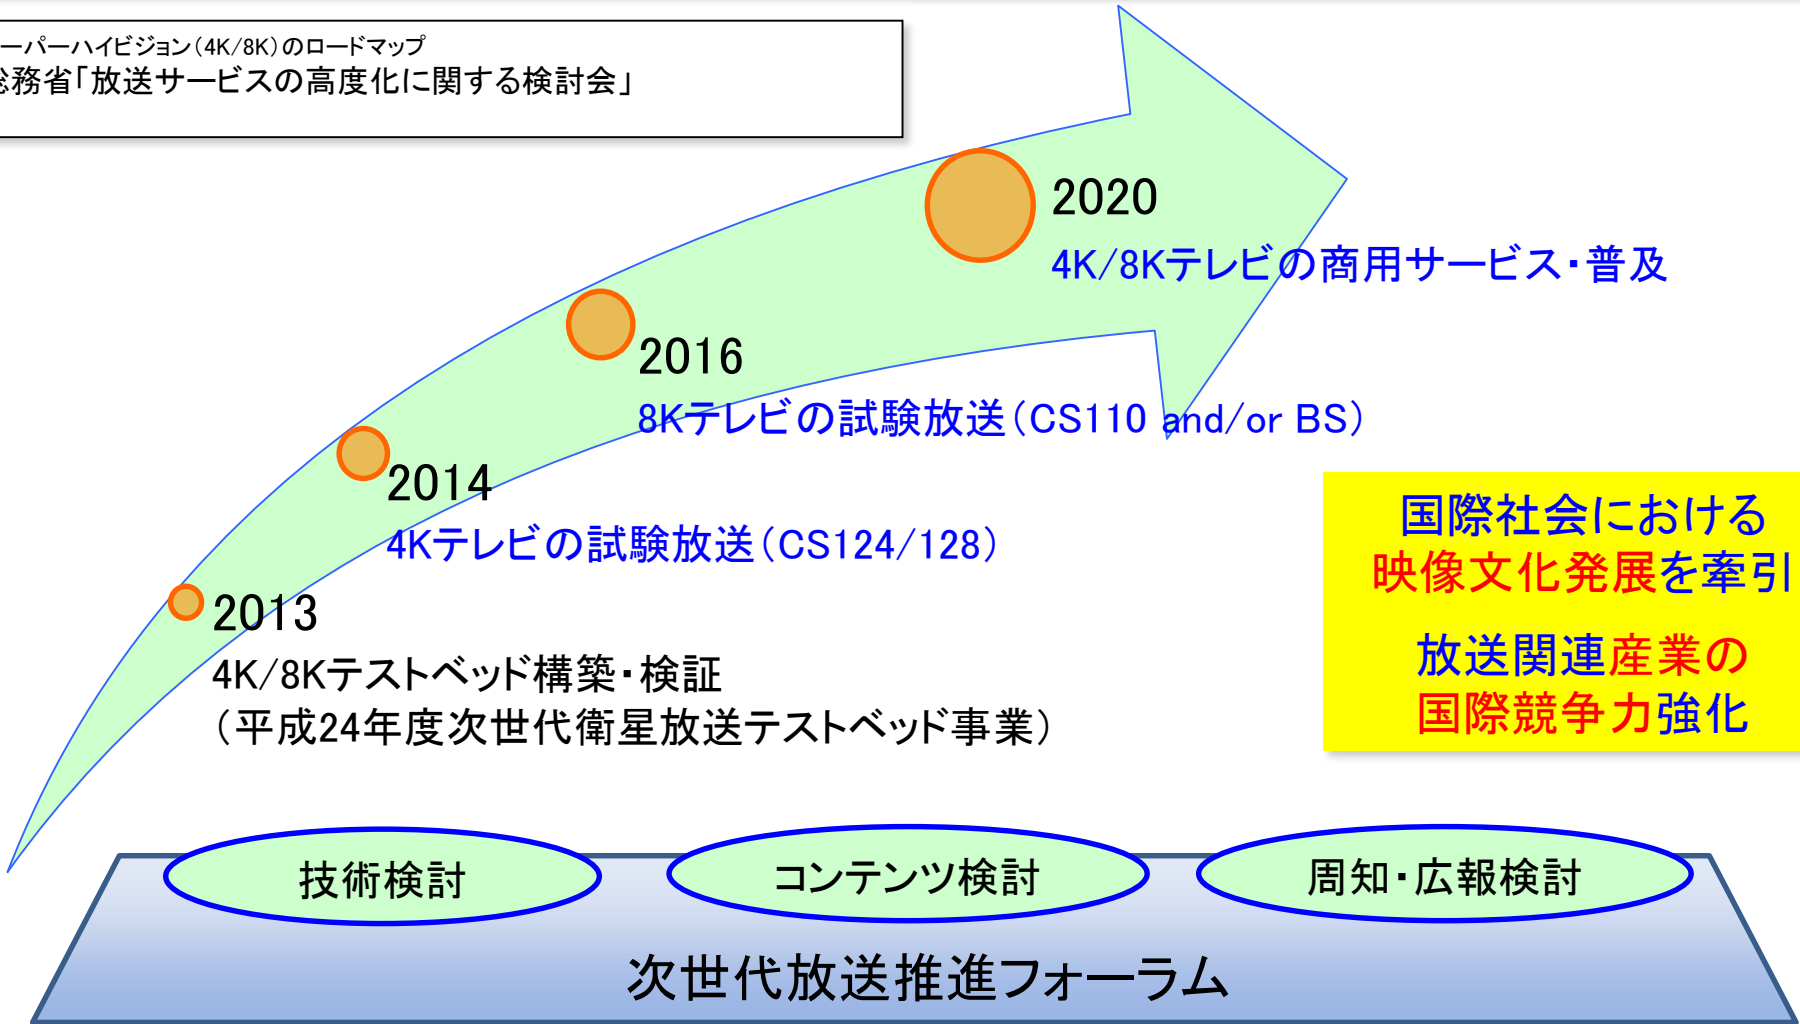 ーパーハイビジョン(4K/8K)のロードマップ
総務省「放送サービスの高度化に関する検討会」
2020
4K/8Kテレビの商用サービス・普及
2016
8Kテレビの試験放送(CS110 and/or BS)
2014
4Kテレビの試験放送(CS124/128)
2013
4K/8Kテストベッド構築・検証
(平成24年度次世代衛星放送テストベッド事業)
国際社会における
映像文化発展を牽引
放送関連産業の
国際競争力強化
技術検討
コンテンツ検討
周知・広報検討
次世代放送推進フォーラム